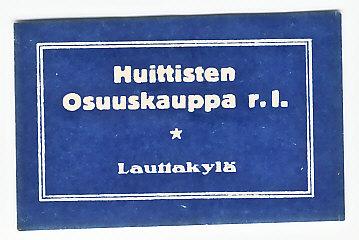 Huittisten
Osuuskauppa r.l.
Lauttakylä